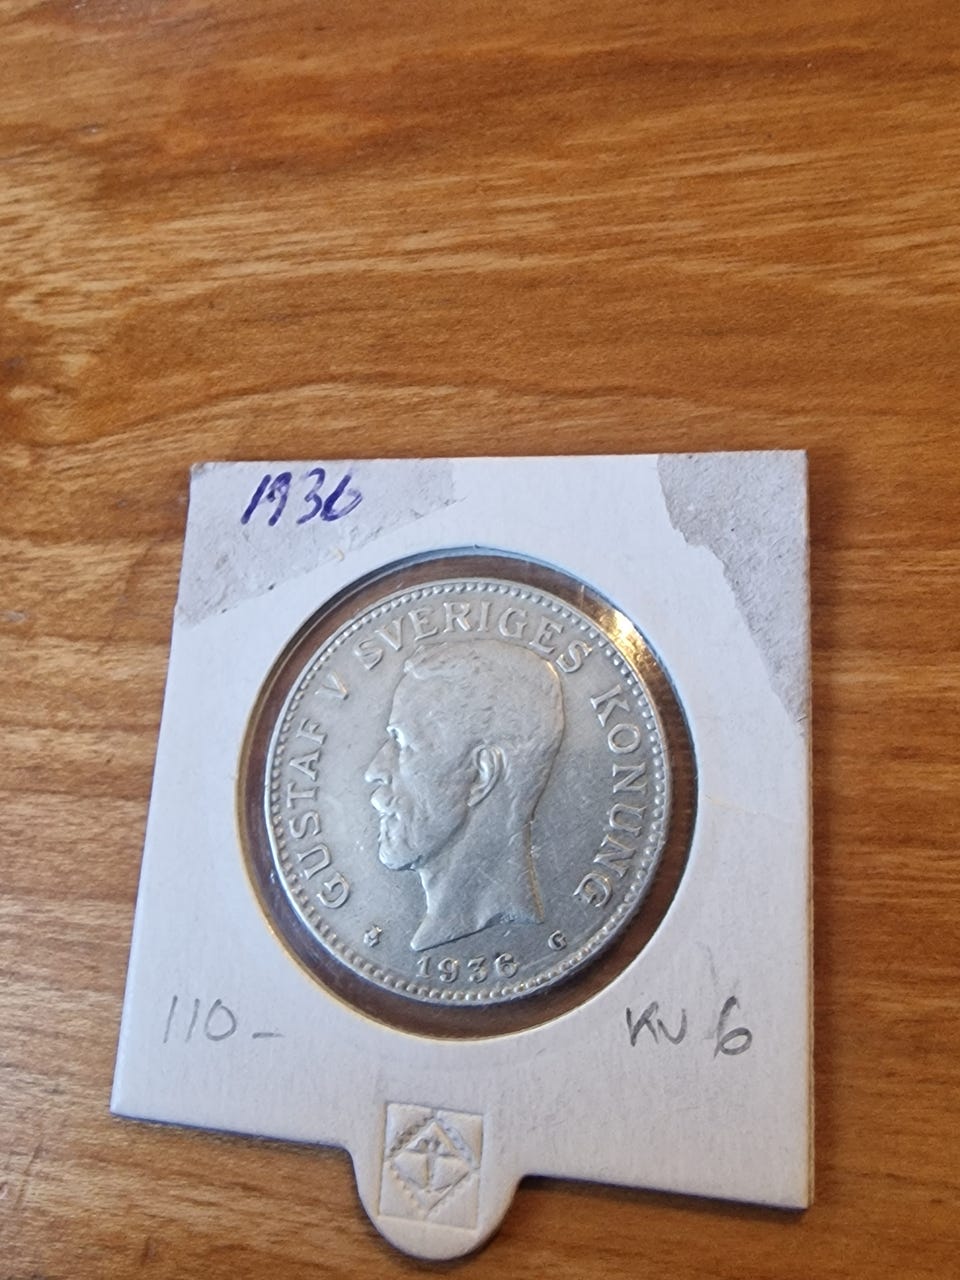 1936
GUSTAF V SVERIGES KONUNG
G
1936
110-
KV 6